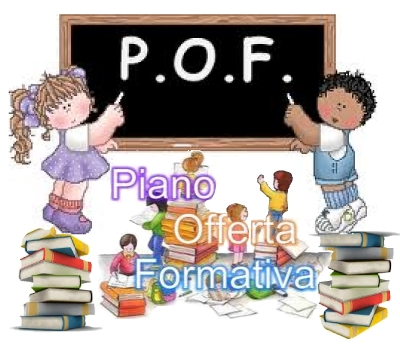 P.O.F.
Piano
Offerta
Formativa